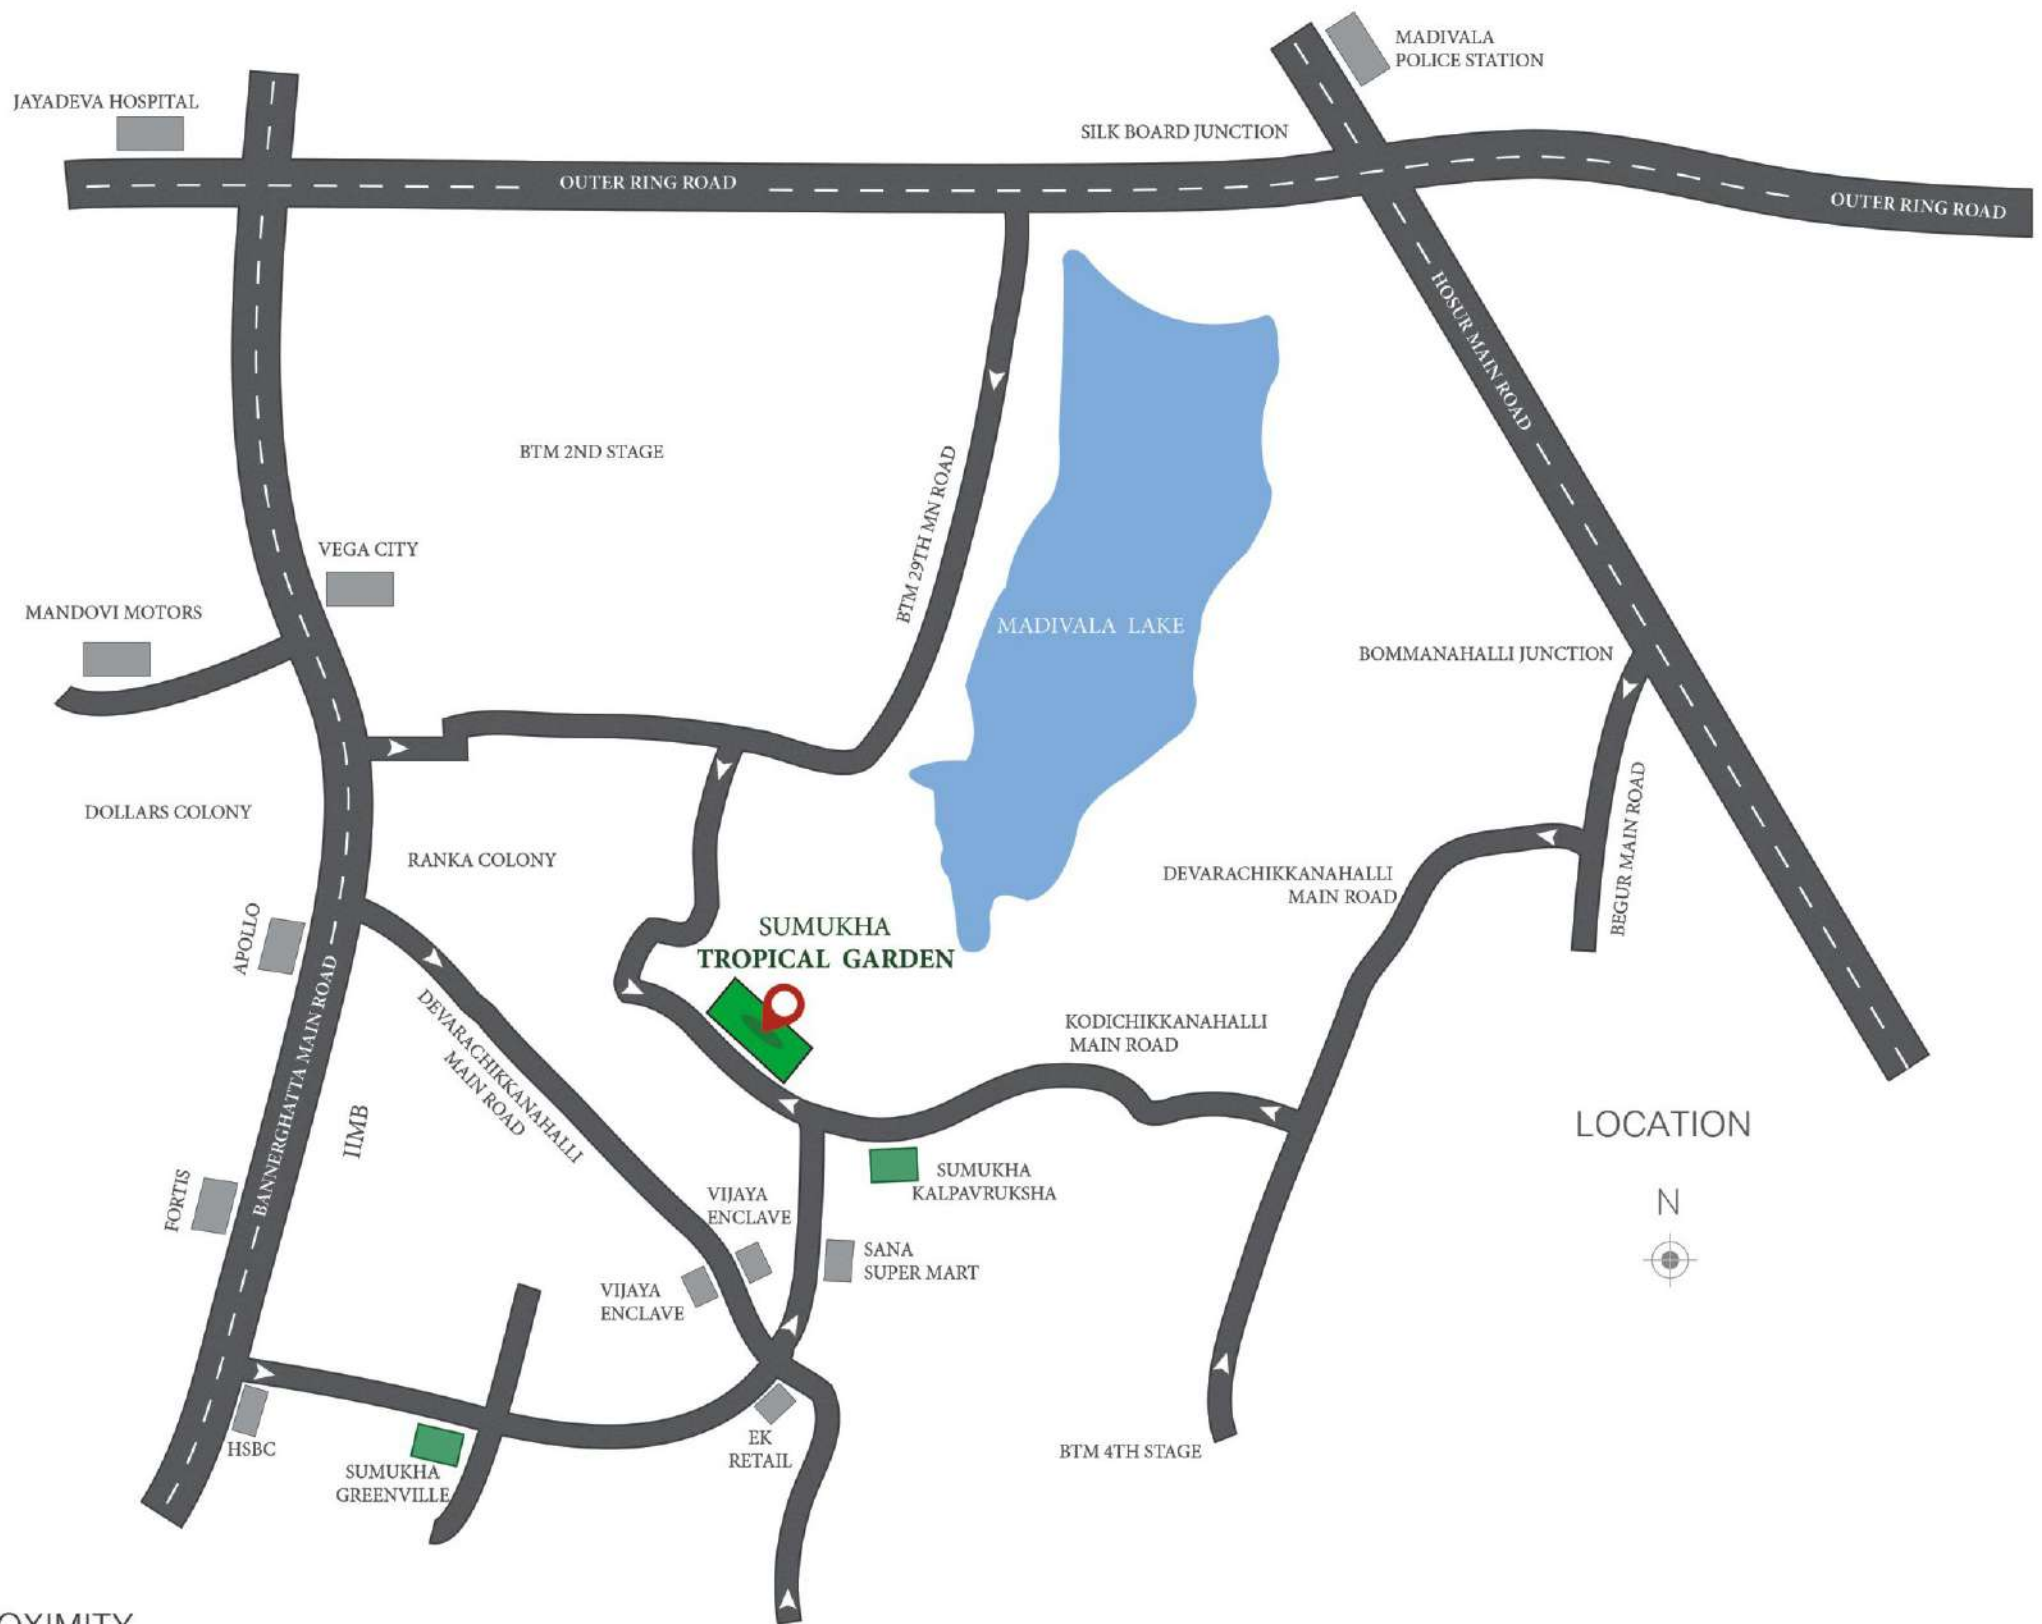 MADIVALA
POLICE STATION
JAYADEVA HOSPITAL
SILK BOARD JUNCTION
OUTER RING ROAD
OUTER RING ROAD
HOSUR MAIN ROAD
BTM 2ND STAGE
BTM 29TH MN ROAD
VEGA CITY
MANDOVI MOTORS
MADIVALA LAKE
BOMMANAHALLI JUNCTION
DOLLARS COLONY
RANKA COLONY
BEGUR MAIN ROAD
DEVARACHIKKANAHALLI
MAIN ROAD
APOLLO
SUMUKHA
TROPICAL GARDEN
BANNERGHATTA MAIN ROAD
DEVARACHIKKANAHALLI
MAIN ROAD
KODICHIKKANAHALLI
MAIN ROAD
IIMB
LOCATION
N
FORTIS
SUMUKHA
KALPAVRUKSHA
VIJAYA
ENCLAVE
SANA
SUPER MART
VIJAYA
ENCLAVE
HSBC
EK
RETAIL
BTM 4TH STAGE
SUMUKHA
GREENVILLE